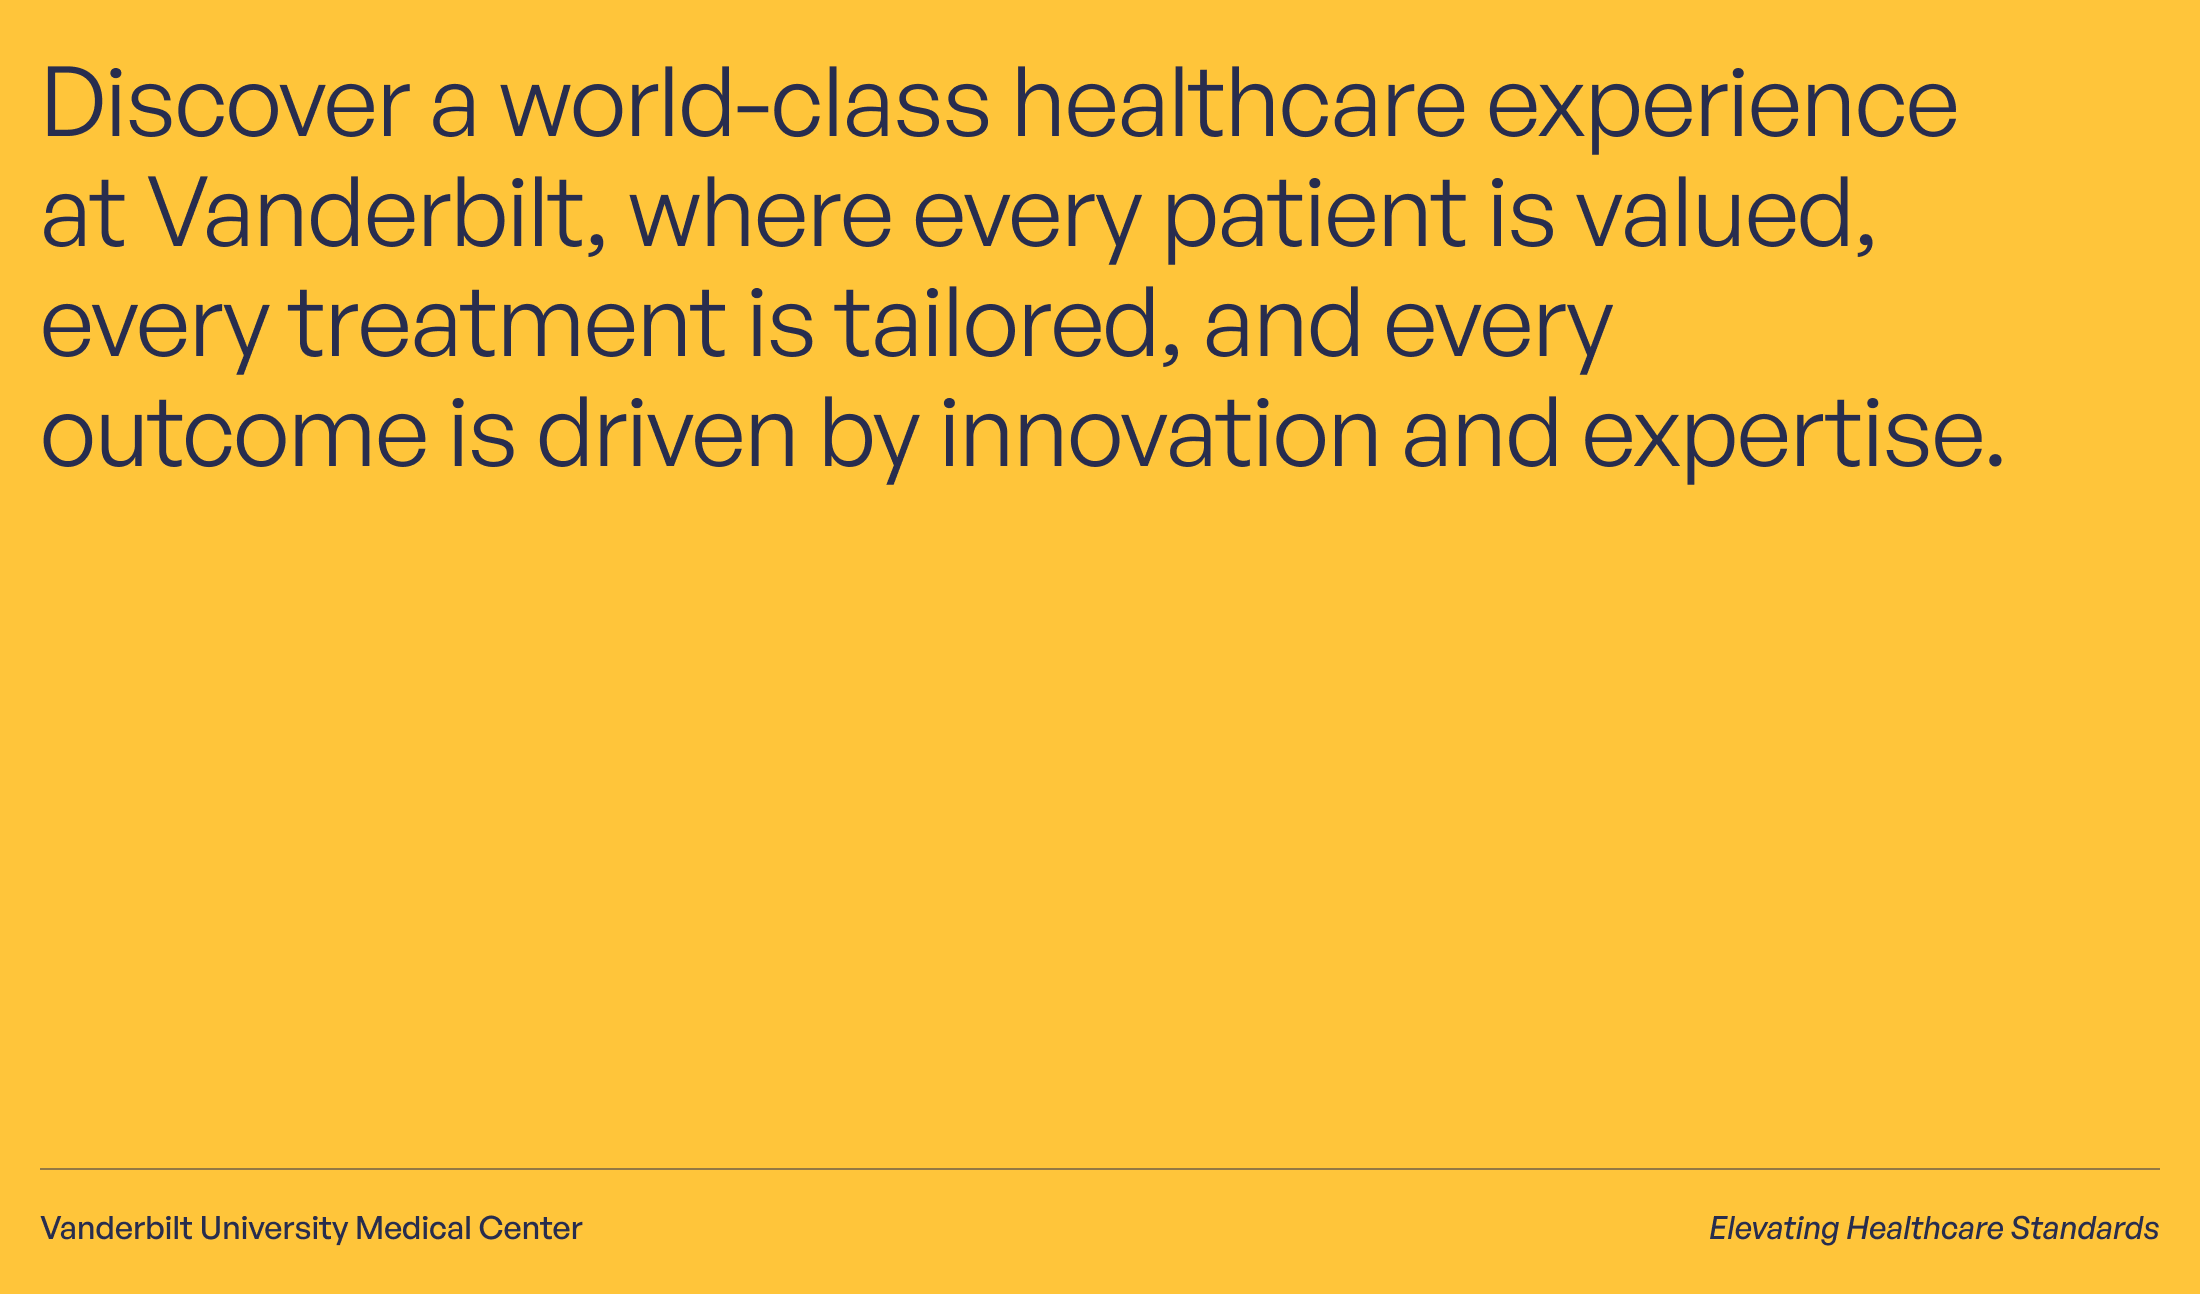 Discover a world-class healthcare experience
at Vanderbilt, where every patient is valued,
every treatment is tailored, and every
outcome is driven by innovation and expertise.
Vanderbilt University Medical Center
Elevating Healthcare Standards